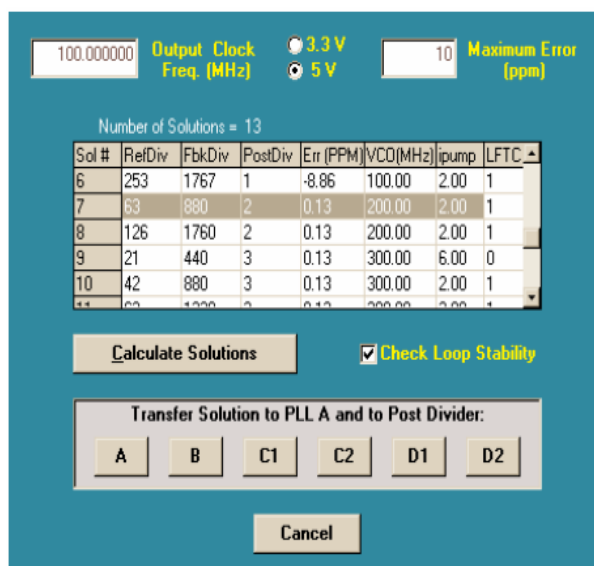 100.000000 Output Clock Freq. (MHz) 3.3 V 5 V 10 Maximum Error (ppm)
Number of Solutions = 13
Sol # RefDiv FbkDiv PostDiv Err (PPM) VCO(MHz) ipump LFTC
6 253 1767 1 -8.86 100.00 2.00 1
7 63 880 2 0.13 200.00 2.00 1
8 126 1760 2 0.13 200.00 2.00 1
9 21 440 3 0.13 300.00 6.00 0
10 42 880 3 0.13 300.00 2.00 1
Calculate Solutions Check Loop Stability
Transfer Solution to PLL A and to Post Divider:
A B C1 C2 D1 D2
Cancel